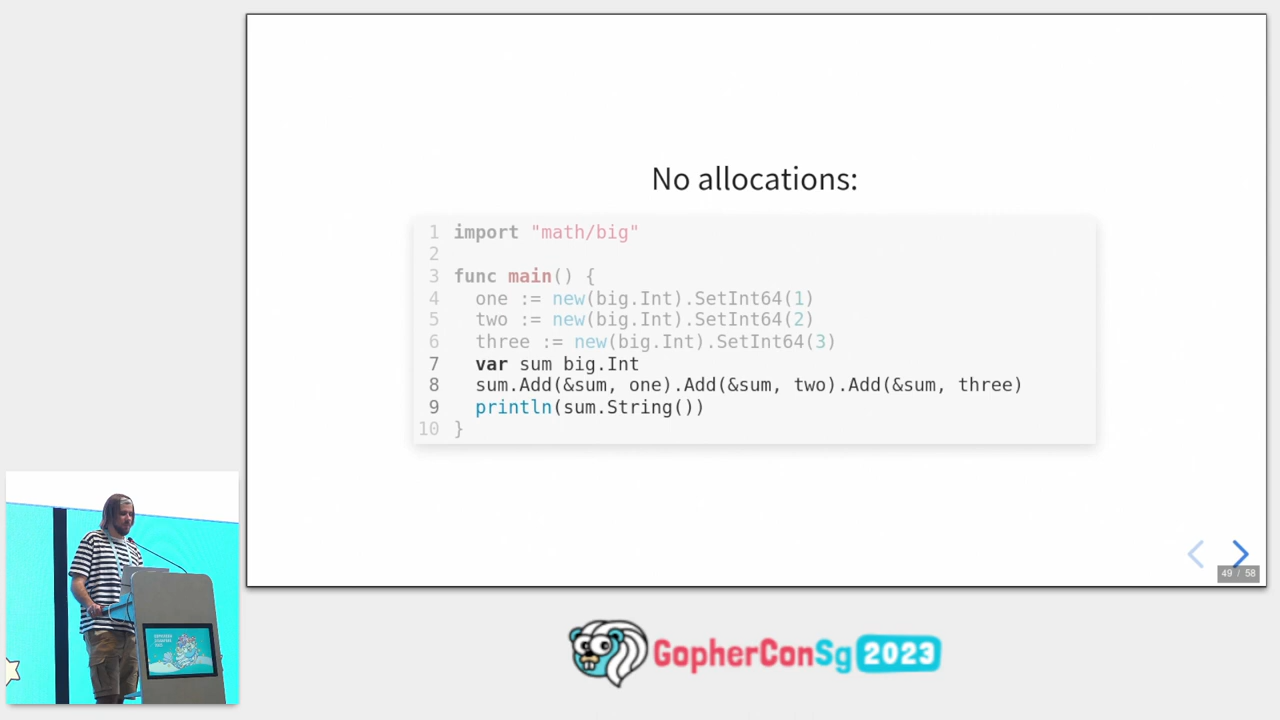 No allocations:
1 import "math/big"
2
3 func main() {
4 one := new(big.Int).SetInt64(1)
5 two := new(big.Int).SetInt64(2)
6 three := new(big.Int).SetInt64(3)
7 var sum big.Int
8 sum.Add(&sum, one).Add(&sum, two).Add(&sum, three)
9 println(sum.String())
10 }
49 / 58
GopherConSg 2023